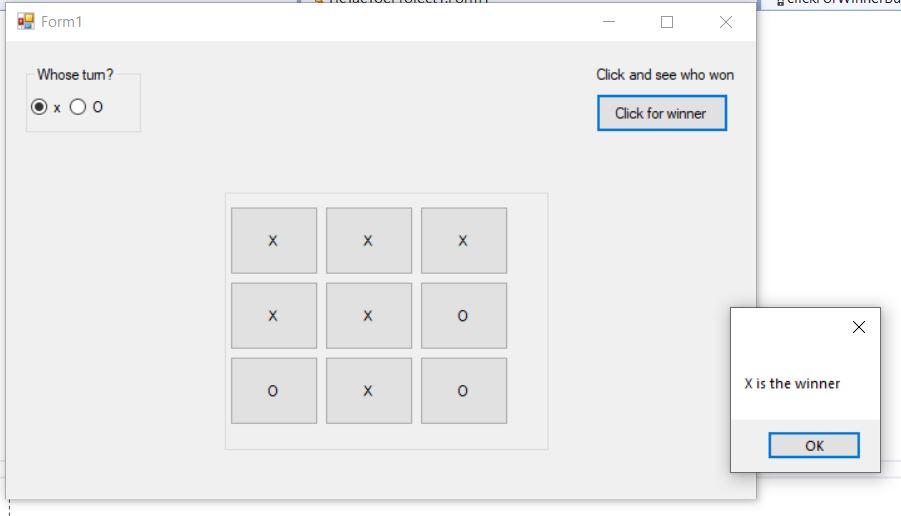 Form1
Whose turn?
x O
Click and see who won
Click for winner
X X X
X X O
O X O
X is the winner
OK